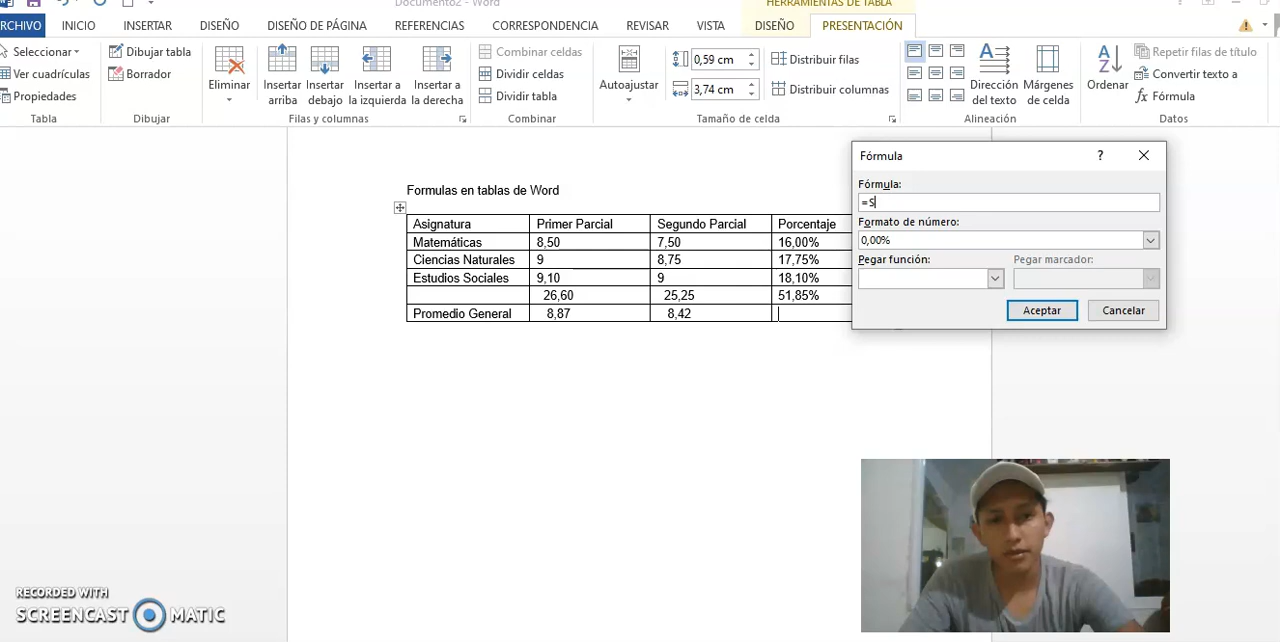 Documento2 - Word
HERRAMIENTAS DE TABLA
RCHIVO INICIO INSERTAR DISEÑO DISEÑO DE PÁGINA REFERENCIAS CORRESPONDENCIA REVISAR VISTA DISEÑO PRESENTACIÓN
Seleccionar
Ver cuadrículas
Propiedades
Tabla
Dibujar tabla
Borrador
Dibujar
Eliminar
Insertar arriba
Insertar debajo
Insertar a la izquierda
Insertar a la derecha
Filas y columnas
Combinar celdas
Dividir celdas
Dividir tabla
Combinar
Autoajustar
0,59 cm
3,74 cm
Distribuir filas
Distribuir columnas
Tamaño de celda
Dirección del texto
Márgenes de celda
Alineación
Ordenar
Repetir filas de título
Convertir texto a
fx Fórmula
Datos
Formulas en tablas de Word
Asignatura Primer Parcial Segundo Parcial Porcentaje
Matemáticas 8,50 7,50 16,00%
Ciencias Naturales 9 8,75 17,75%
Estudios Sociales 9,10 9 18,10%
26,60 25,25 51,85%
Promedio General 8,87 8,42
Fórmula
?
Fórmula:
=S
Formato de número:
0,00%
Pegar función: Pegar marcador:
Aceptar Cancelar
RECORDED WITH
SCREENCAST MATIC